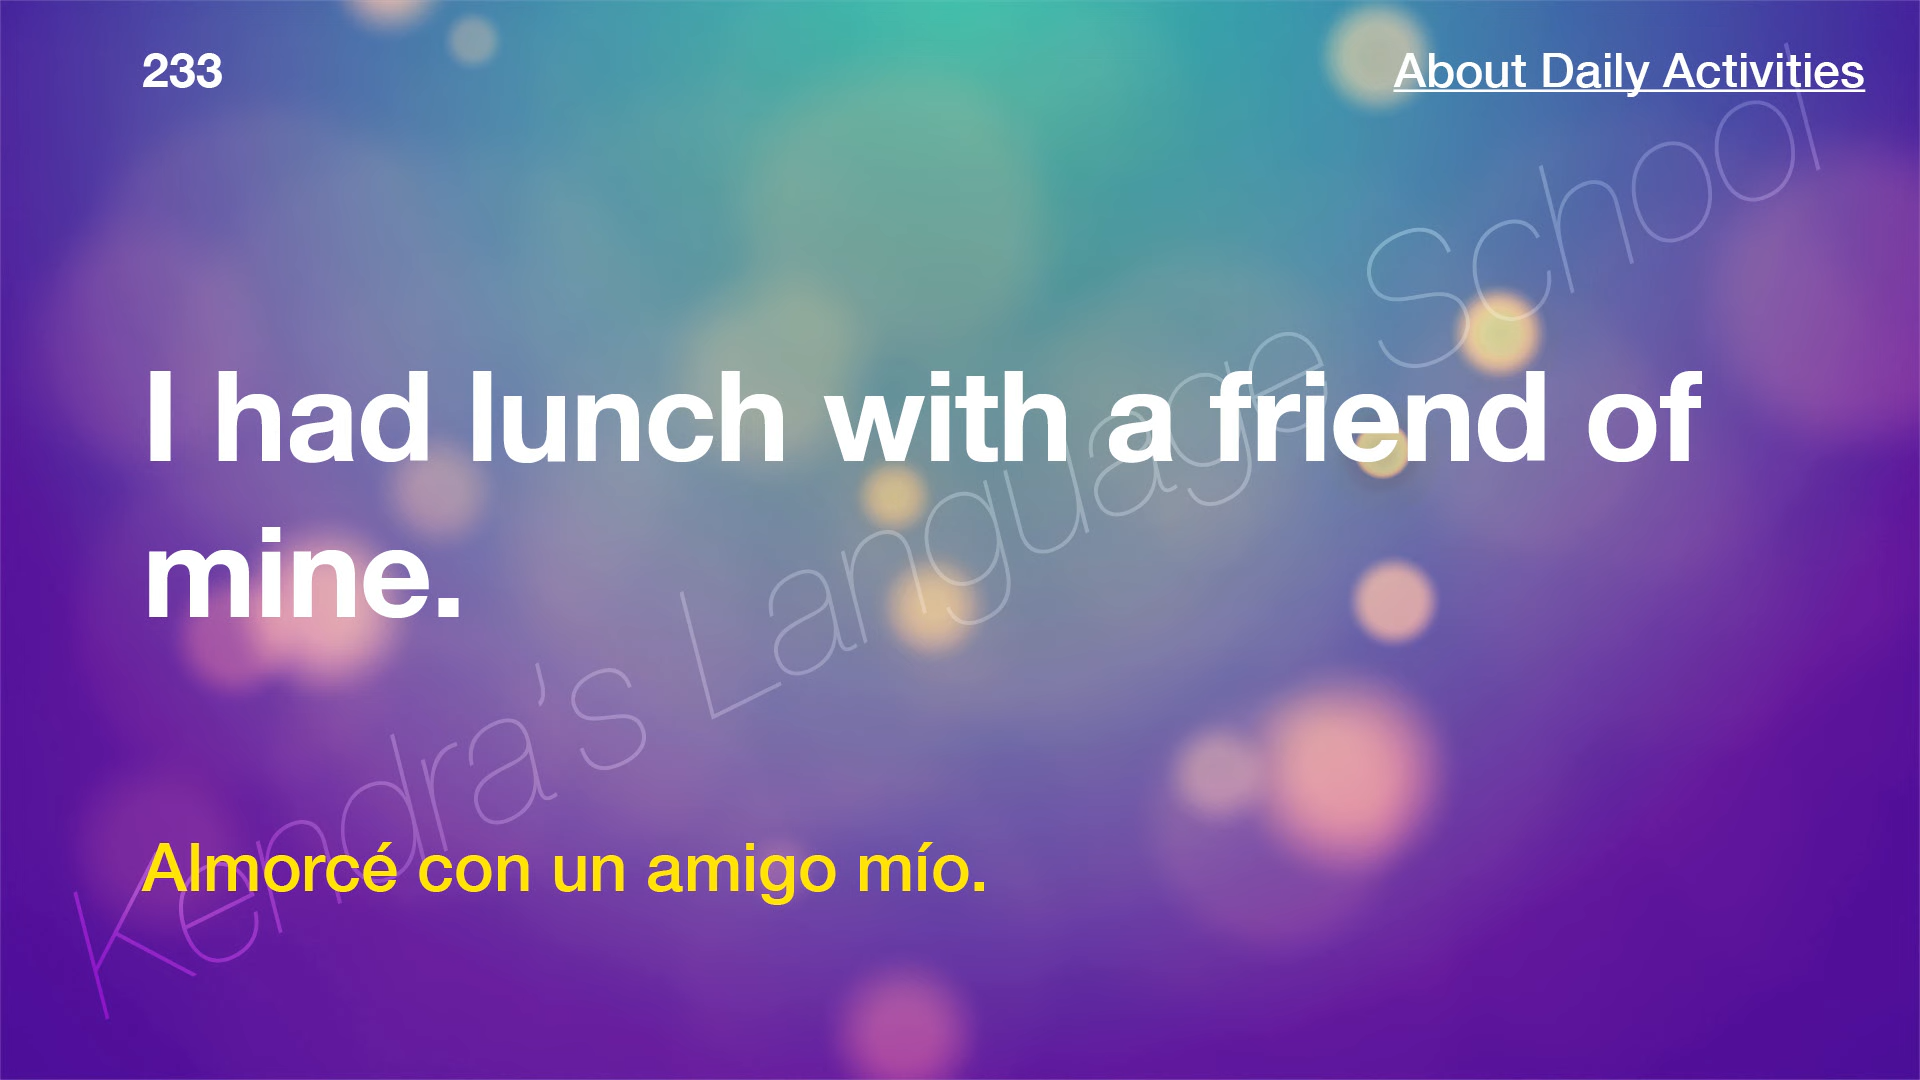 233
About Daily Activities
I had lunch with a friend of
mine.
Almorcé con un amigo mío.
Kendra's Language School